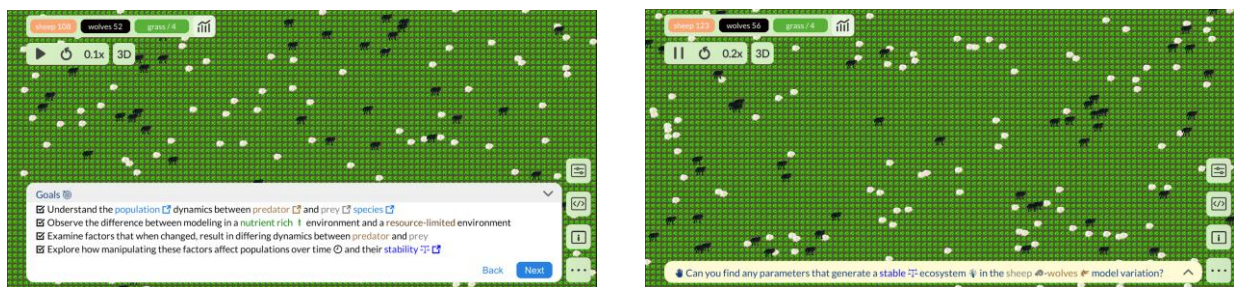 sheep 108 wolves 52 grass / 4
0.1x 3D
Goals
Understand the population dynamics between predator and prey species
Observe the difference between modeling in a nutrient rich environment and a resource-limited environment
Examine factors that when changed, result in differing dynamics between predator and prey
Explore how manipulating these factors affect populations over time and their stability
Back Next
sheep 123 wolves 56 grass / 4
0.2x 3D
Can you find any parameters that generate a stable ecosystem in the sheep -wolves model variation?